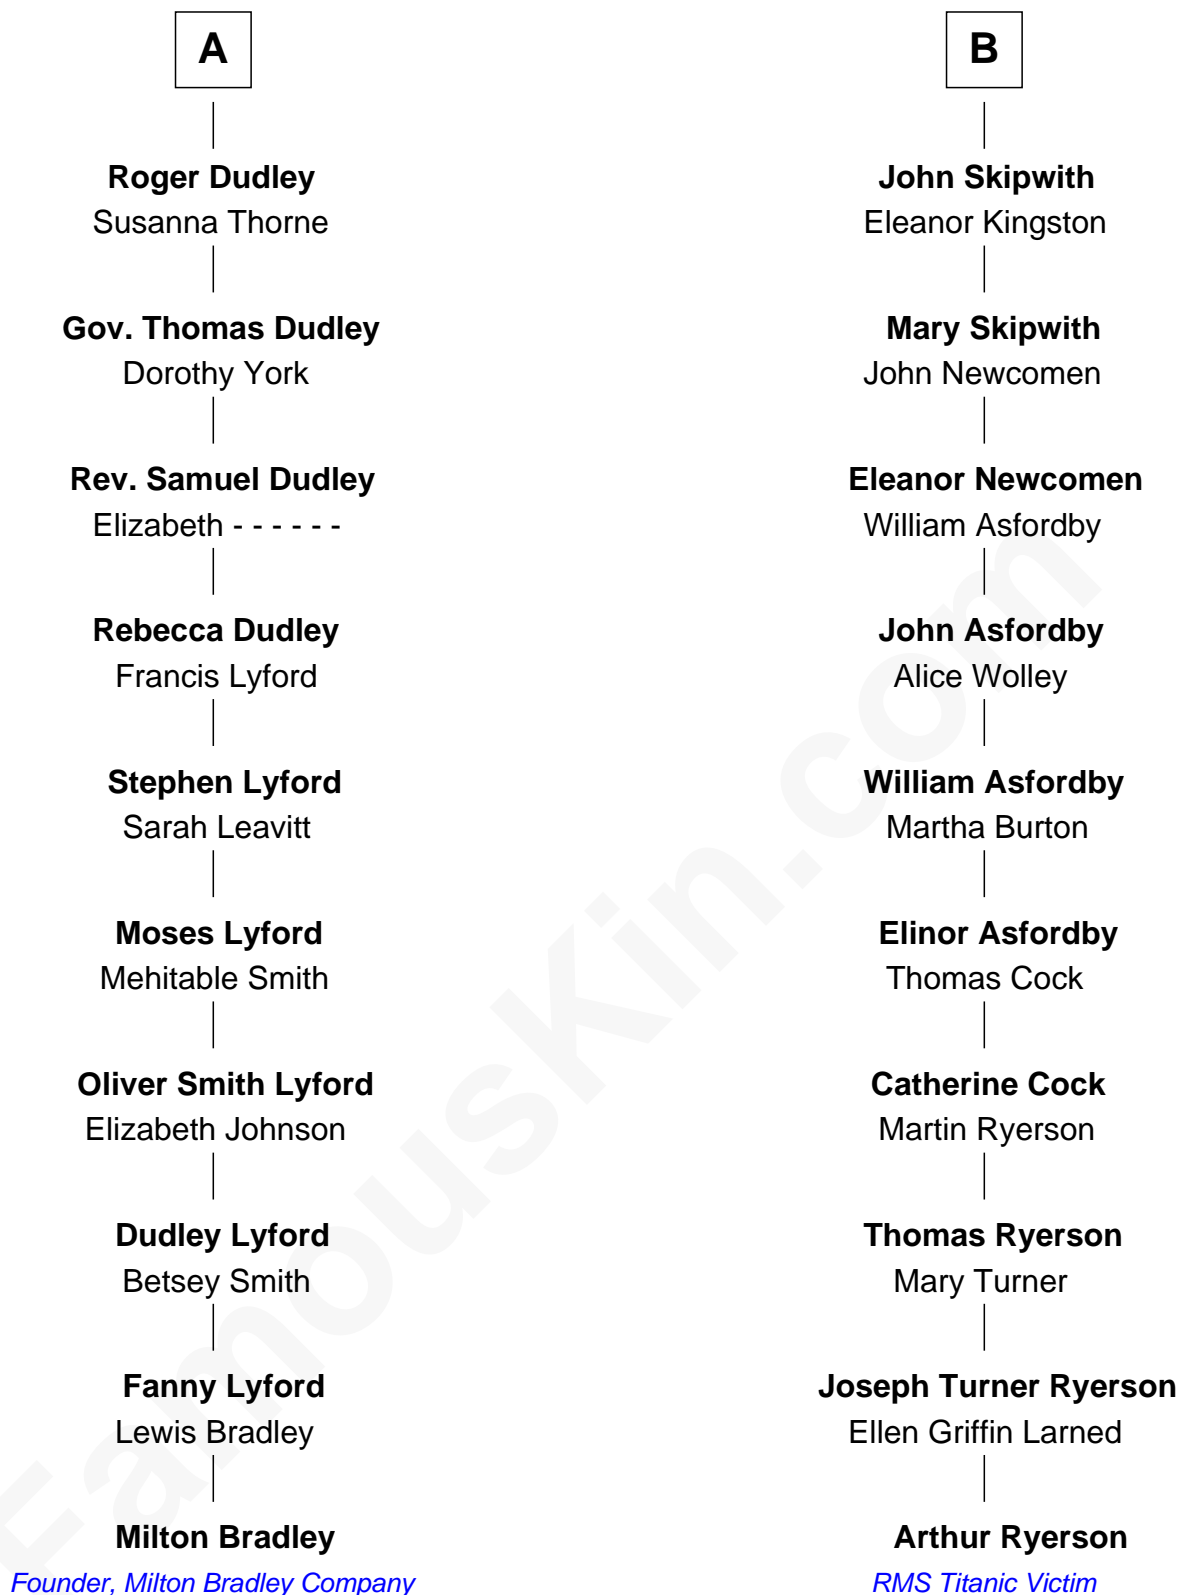 A
Roger Dudley
Susanna Thorne
Gov. Thomas Dudley
Dorothy York
Rev. Samuel Dudley
Elizabeth - - - - - -
Rebecca Dudley
Francis Lyford
Stephen Lyford
Sarah Leavitt
Moses Lyford
Mehitable Smith
Oliver Smith Lyford
Elizabeth Johnson
Dudley Lyford
Betsey Smith
Fanny Lyford
Lewis Bradley
Milton Bradley
Founder, Milton Bradley Company
B
John Skipwith
Eleanor Kingston
Mary Skipwith
John Newcomen
Eleanor Newcomen
William Asfordby
John Asfordby
Alice Wolley
William Asfordby
Martha Burton
Elinor Asfordby
Thomas Cock
Catherine Cock
Martin Ryerson
Thomas Ryerson
Mary Turner
Joseph Turner Ryerson
Ellen Griffin Larned
Arthur Ryerson
RMS Titanic Victim
FamousKin.com